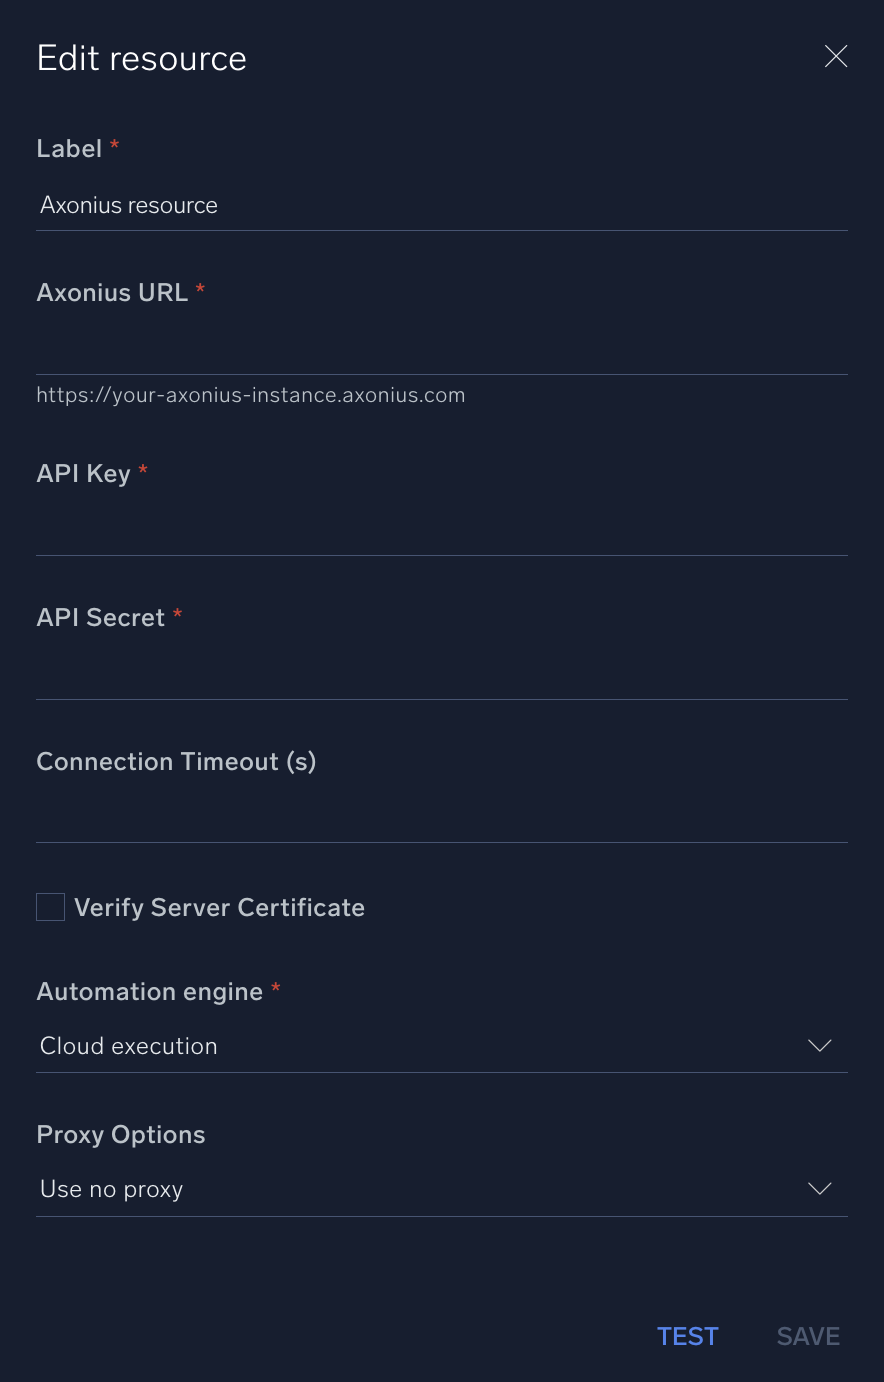 Edit resource
Label *
Axonius resource
Axonius URL *
https://your-axonius-instance.axonius.com
API Key *
API Secret *
Connection Timeout (s)
Verify Server Certificate
Automation engine *
Cloud execution
Proxy Options
Use no proxy
TEST SAVE